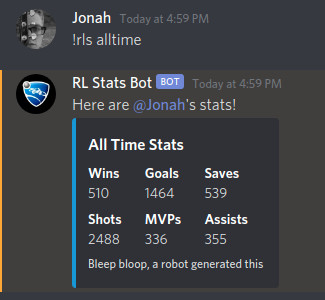 Jonah Today at 4:59 PM
!rls alltime
RL Stats Bot BOT Today at 4:59 PM
Here are @Jonah's stats!
All Time Stats
Wins Goals Saves
510 1464 539
Shots MVPs Assists
2488 336 355
Bleep bloop, a robot generated this